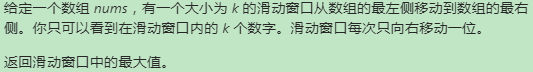 给定一个数组 nums，有一个大小为 k 的滑动窗口从数组的最左侧移动到数组的最右
侧。你只可以看到在滑动窗口内的 k 个数字。滑动窗口每次只向右移动一位。
返回滑动窗口中的最大值。